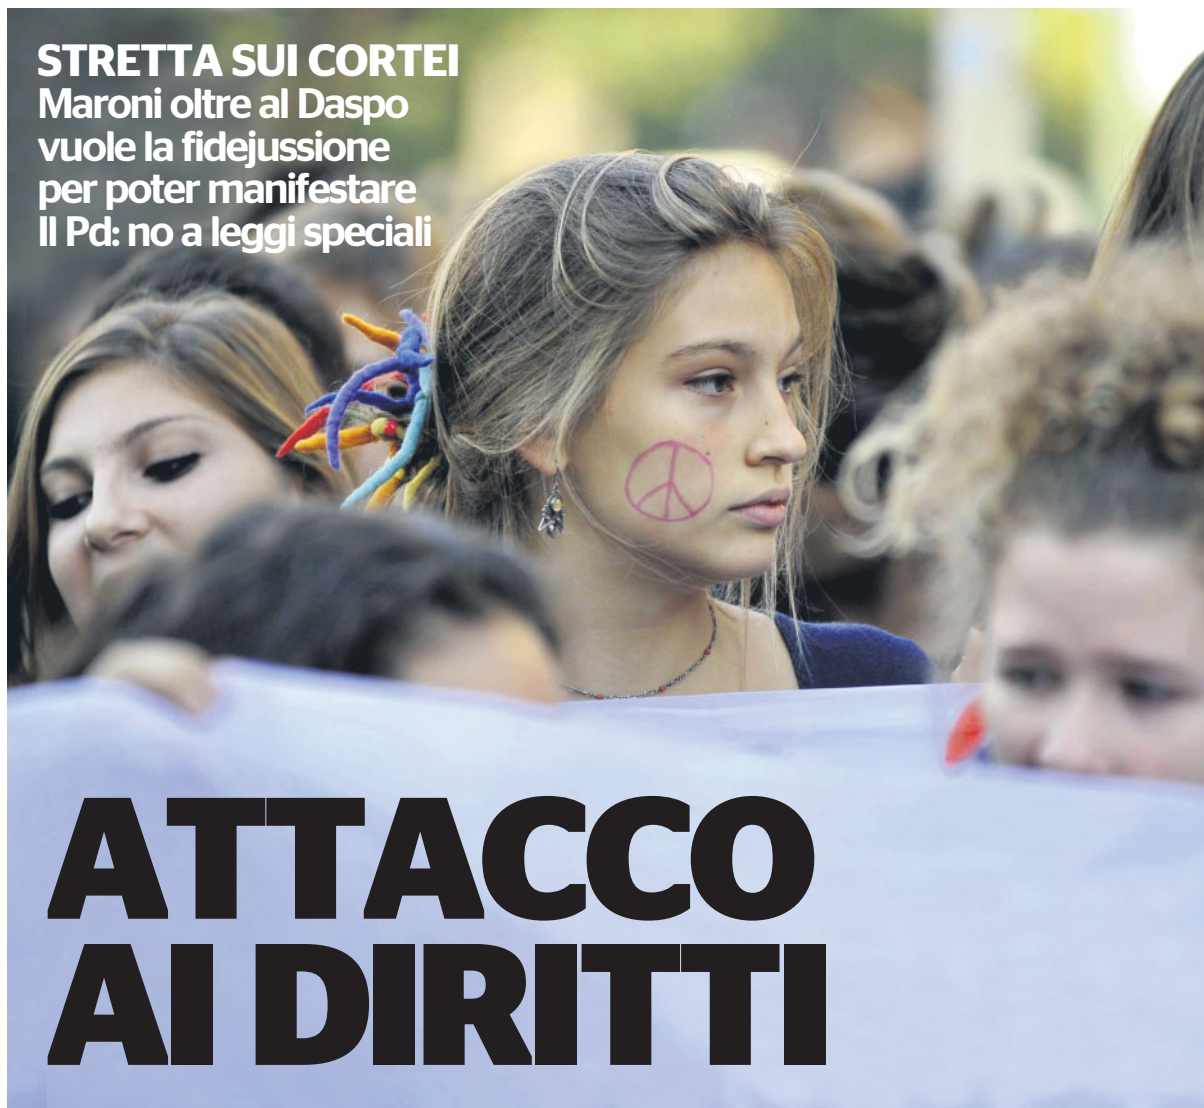 STRETTA SUI CORTEI
Maroni oltre al Daspo
vuole la fidejussione
per poter manifestare
Il Pd: no a leggi speciali
ATTACCO
AI DIRITTI